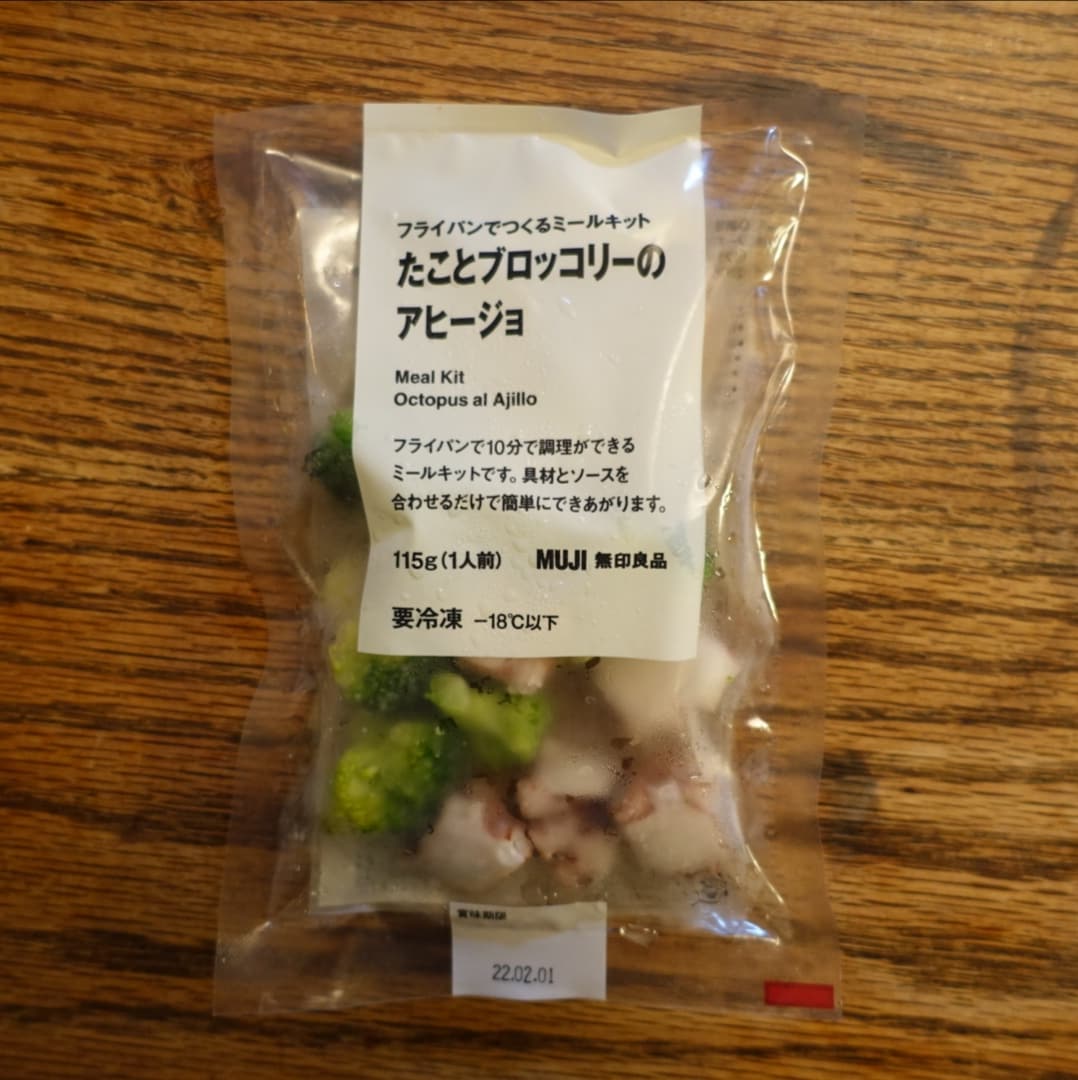 フライパンでつくるミールキット
たことブロッコリーの
アヒージョ
Meal Kit
Octopus al Ajillo
フライパンで10分で調理ができる
ミールキットです。具材とソースを
合わせるだけで簡単にできあがります。
115g(1人前) MUJI 無印良品
要冷凍 −18℃以下
賞味期限
22.02.01